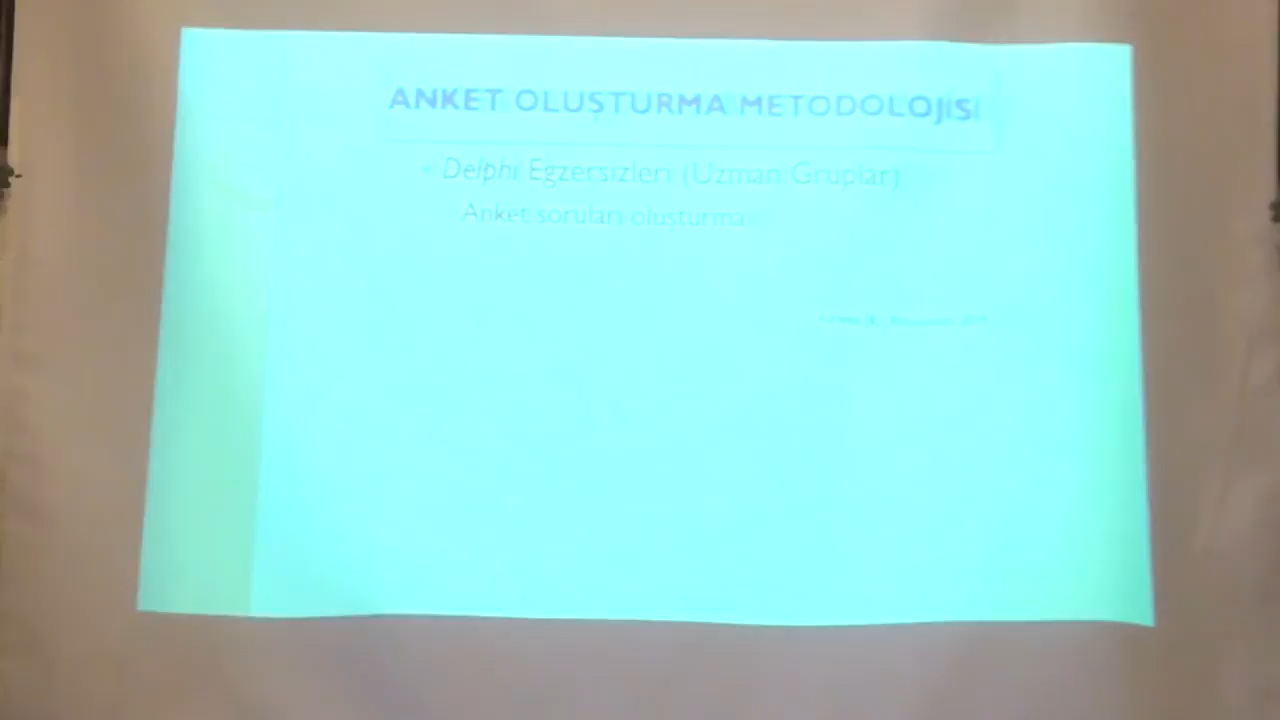 ANKET OLUŞTURMA METODOLOJİSİ
• Delphi Egzersizleri (Uzman Gruplar)
Anket soruları oluşturma